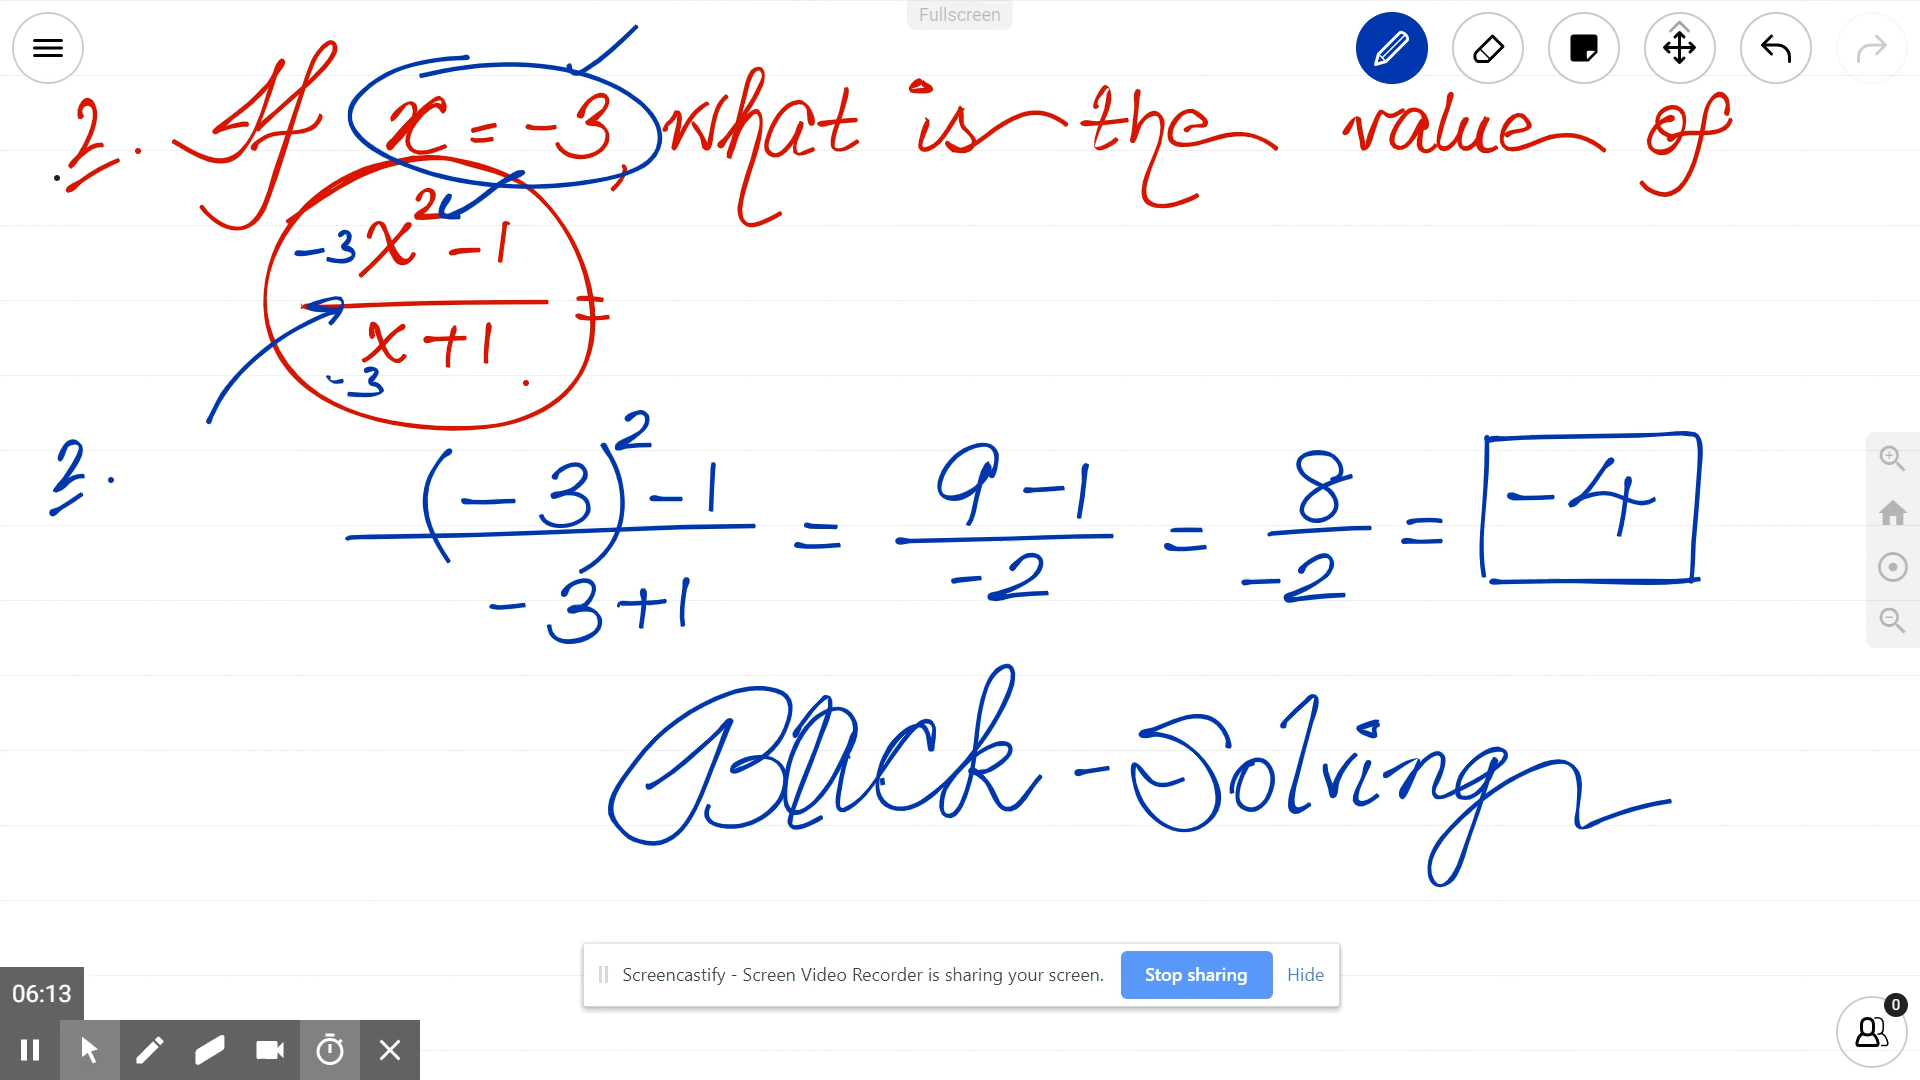 Fullscreen
2. If x = -3, what is the value of
-3 x² - 1
=
x + 1
-3
2. (-3)² - 1 / -3 + 1 = 9 - 1 / -2 = 8 / -2 = -4
Back - Solving
Screencastify - Screen Video Recorder is sharing your screen. Stop sharing Hide
06:13
0